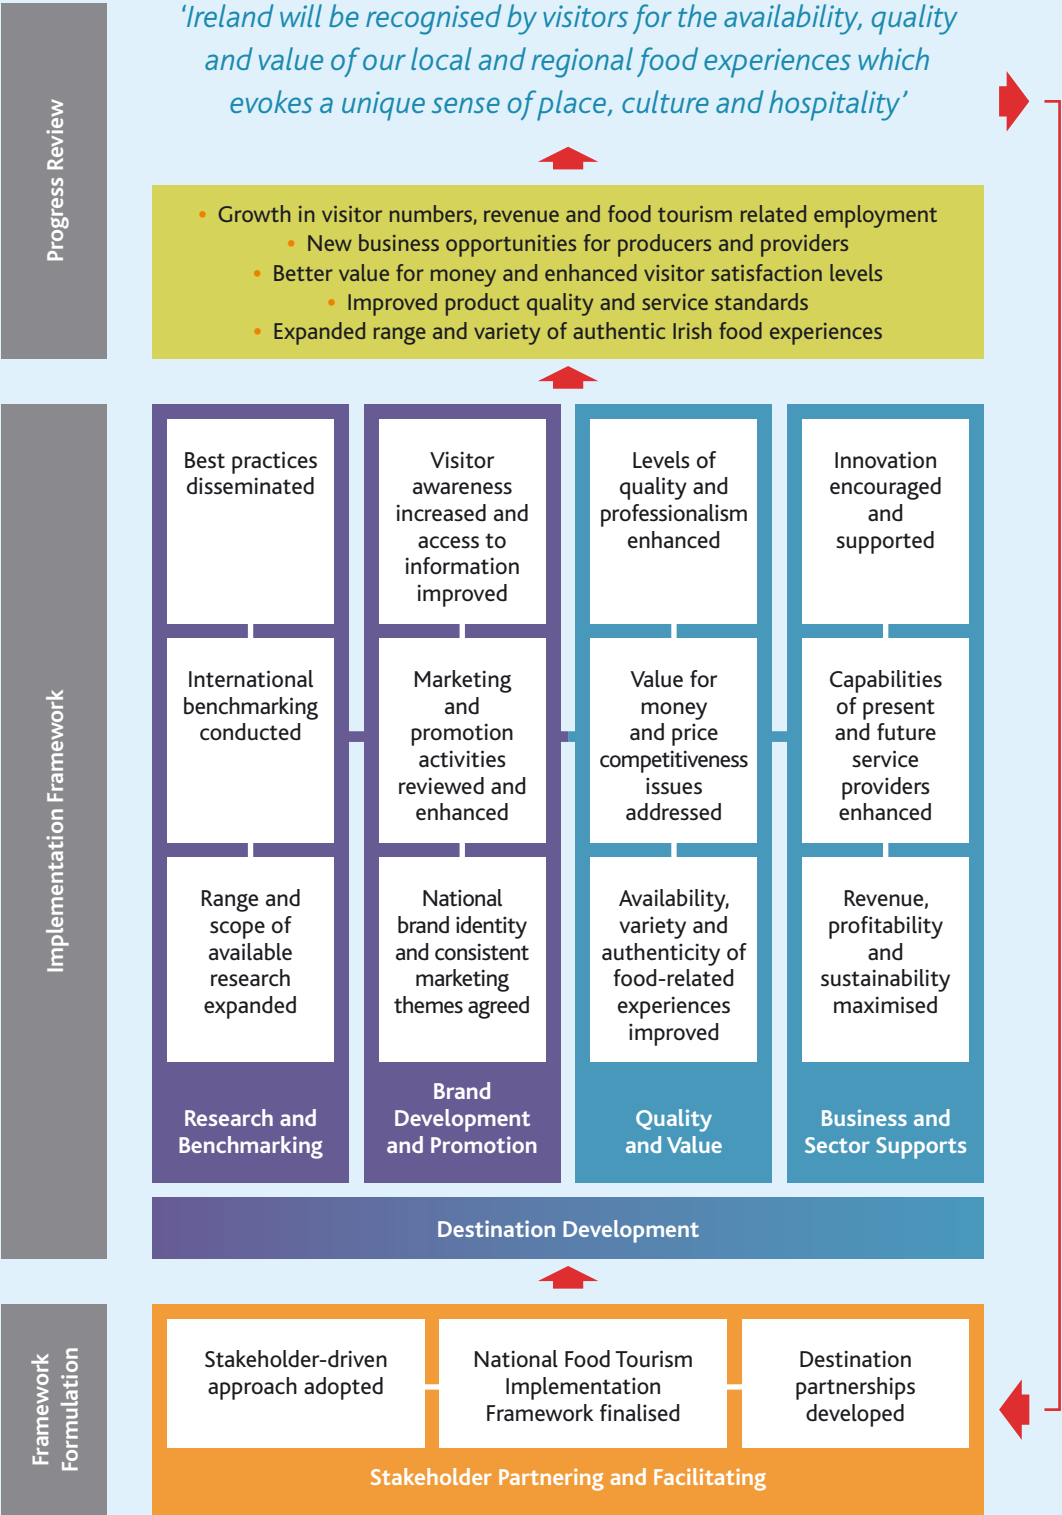 ‘Ireland will be recognised by visitors for the availability, quality
and value of our local and regional food experiences which
evokes a unique sense of place, culture and hospitality’
Progress Review
• Growth in visitor numbers, revenue and food tourism related employment
• New business opportunities for producers and providers
• Better value for money and enhanced visitor satisfaction levels
• Improved product quality and service standards
• Expanded range and variety of authentic Irish food experiences
Implementation Framework
Best practices
disseminated
International
benchmarking
conducted
Range and
scope of
available
research
expanded
Research and
Benchmarking
Visitor
awareness
increased and
access to
information
improved
Marketing
and
promotion
activities
reviewed and
enhanced
National
brand identity
and consistent
marketing
themes agreed
Brand
Development
and Promotion
Levels of
quality and
professionalism
enhanced
Value for
money
and price
competitiveness
issues
addressed
Availability,
variety and
authenticity of
food-related
experiences
improved
Quality
and Value
Innovation
encouraged
and
supported
Capabilities
of present
and future
service
providers
enhanced
Revenue,
profitability
and
sustainability
maximised
Business and
Sector Supports
Destination Development
Framework
Formulation
Stakeholder-driven
approach adopted
National Food Tourism
Implementation
Framework finalised
Destination
partnerships
developed
Stakeholder Partnering and Facilitating